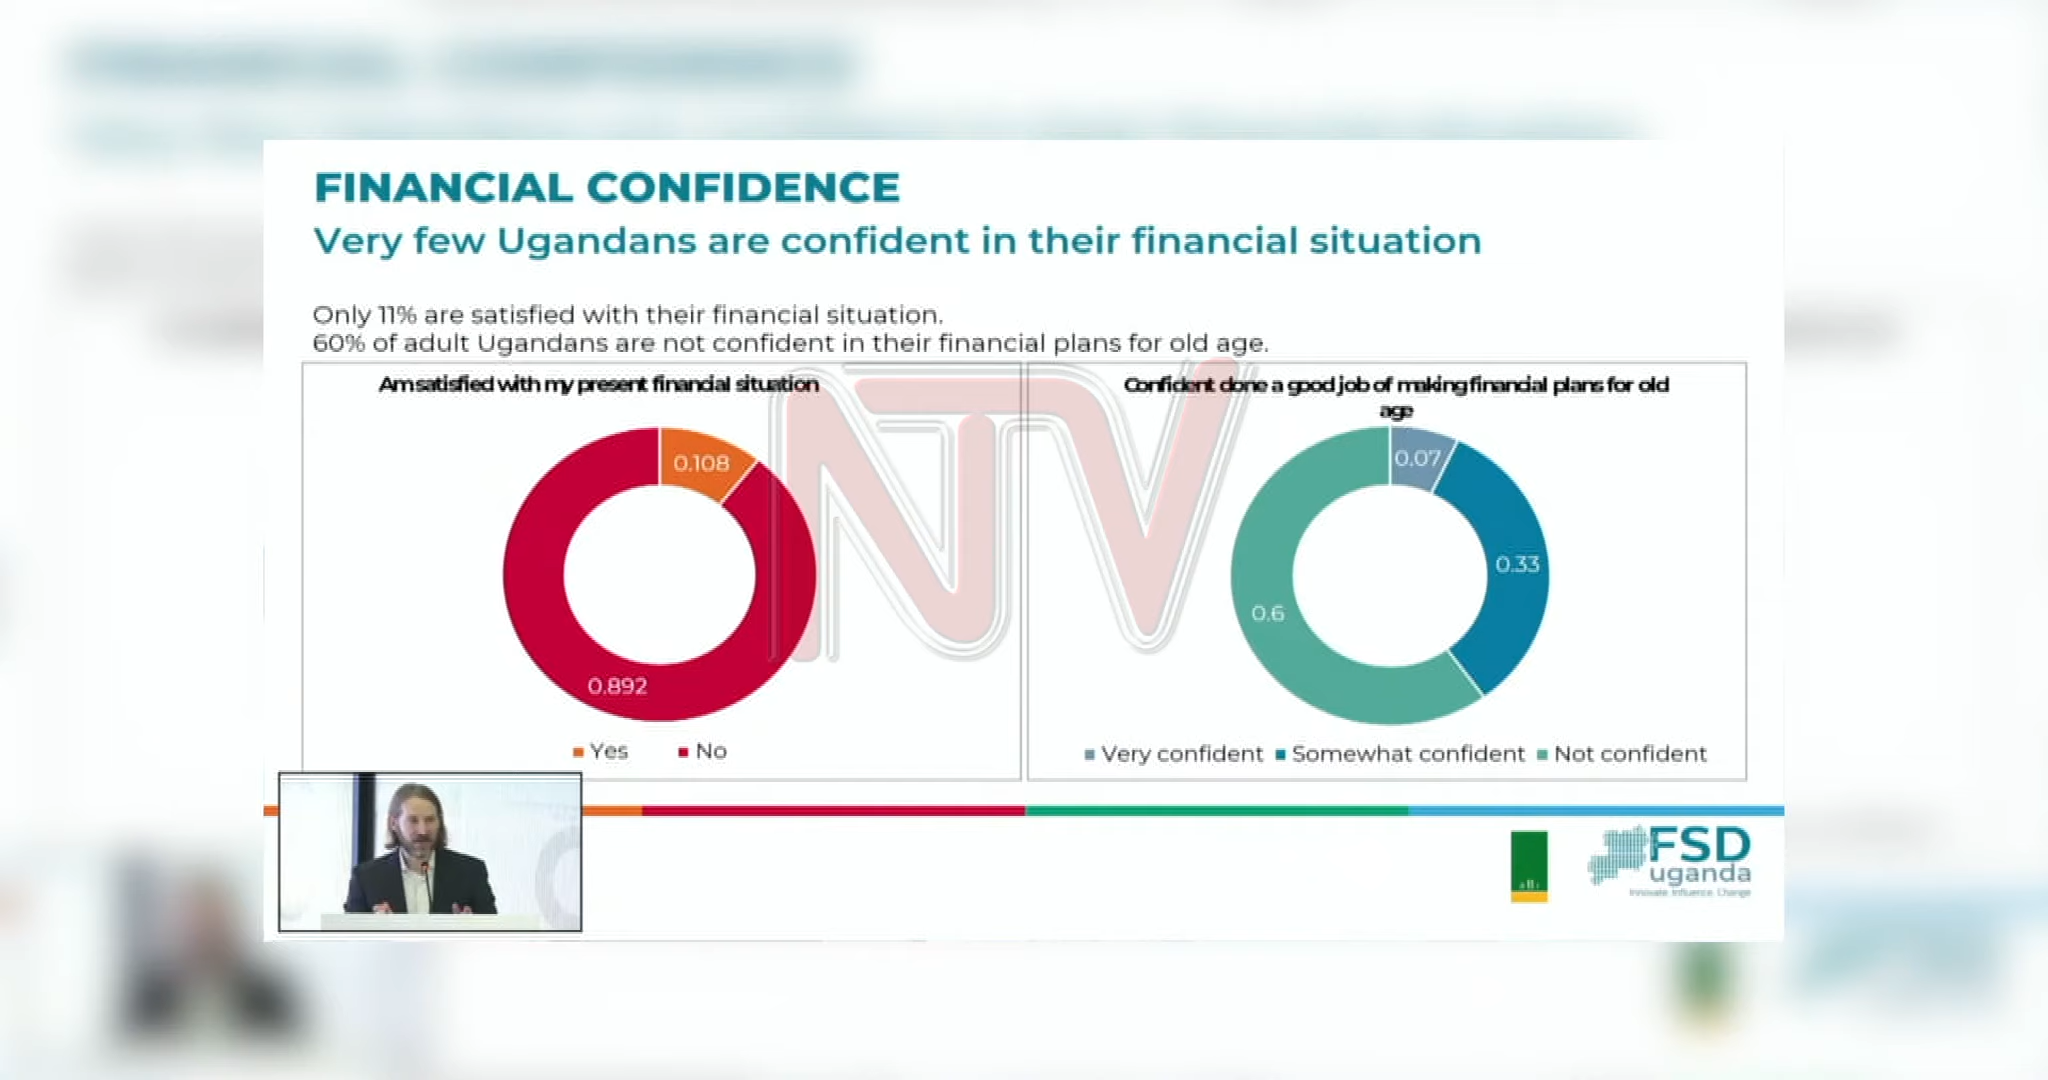 FINANCIAL CONFIDENCE
Very few Ugandans are confident in their financial situation
Only 11% are satisfied with their financial situation.
60% of adult Ugandans are not confident in their financial plans for old age.
Am satisfied with my present financial situation
0.108
0.892
Yes No
Confident done a good job of making financial plans for old
age
0.07
0.33
0.6
Very confident Somewhat confident Not confident
NTV
FSD
uganda
Innovate Influence Change